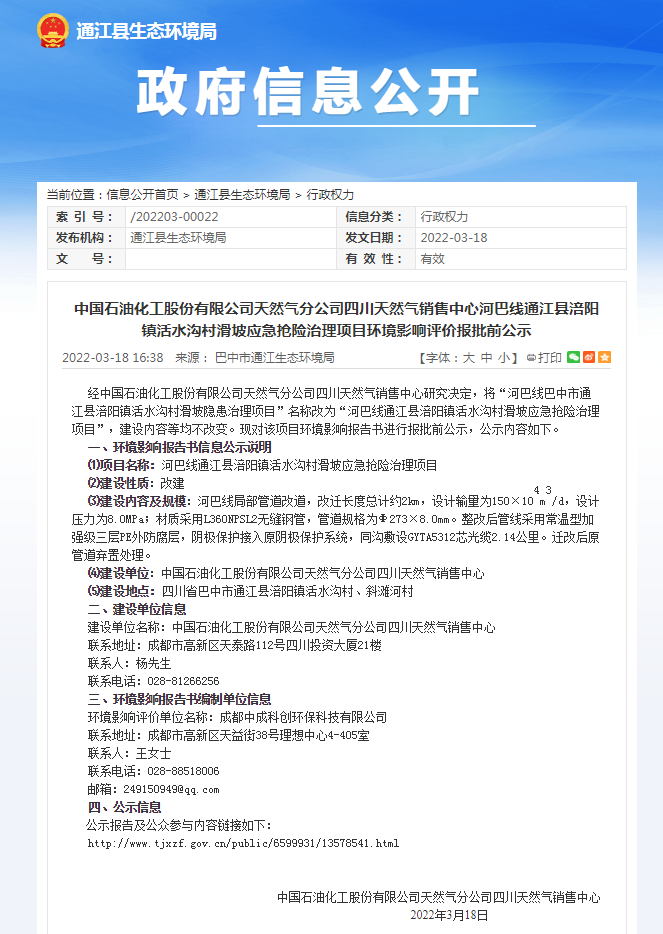 通江县生态环境局
政府信息公开
当前位置：信息公开首页 > 通江县生态环境局 > 行政权力
索 引 号： /202203-00022 信息分类： 行政权力
发布机构： 通江县生态环境局 发文日期： 2022-03-18
文 号： 有 效 性： 有效
中国石油化工股份有限公司天然气分公司四川天然气销售中心河巴线通江县涪阳
镇活水沟村滑坡应急抢险治理项目环境影响评价报批前公示
2022-03-18 16:38 来源： 巴中市通江生态环境局 【字体：大 中 小】 打印
经中国石油化工股份有限公司天然气分公司四川天然气销售中心研究决定，将“河巴线巴中市通
江县涪阳镇活水沟村滑坡隐患治理项目”名称改为“河巴线通江县涪阳镇活水沟村滑坡应急抢险治理
项目”，建设内容等均不改变。现对该项目环境影响报告书进行报批前公示，公示内容如下。
一、环境影响报告书信息公示说明
⑴项目名称：河巴线通江县涪阳镇活水沟村滑坡应急抢险治理项目
⑵建设性质：改建
⑶建设内容及规模：河巴线局部管道改道，改迁长度总计约2km，设计输量为150×10⁴m³/d，设计
压力为8.0MPa；材质采用L360NPSL2无缝钢管，管道规格为Φ273×8.0mm。整改后管线采用常温型加
强级三层PE外防腐层，阴极保护接入原阴极保护系统，同沟敷设GYTA5312芯光缆2.14公里。迁改后原
管道弃置处理。
⑷建设单位：中国石油化工股份有限公司天然气分公司四川天然气销售中心
⑸建设地点：四川省巴中市通江县涪阳镇活水沟村、斜滩河村
二、建设单位信息
建设单位名称：中国石油化工股份有限公司天然气分公司四川天然气销售中心
联系地址：成都市高新区天泰路112号四川投资大厦21楼
联系人：杨先生
联系电话：028-81266256
三、环境影响报告书编制单位信息
环境影响评价单位名称：成都中成科创环保科技有限公司
联系地址：成都市高新区天益街38号理想中心4-405室
联系人：王女士
联系电话：028-88518006
邮箱：249150949@qq.com
四、公示信息
公示报告及公众参与内容链接如下：
http://www.tjxzf.gov.cn/public/6599931/13578541.html
中国石油化工股份有限公司天然气分公司四川天然气销售中心
2022年3月18日